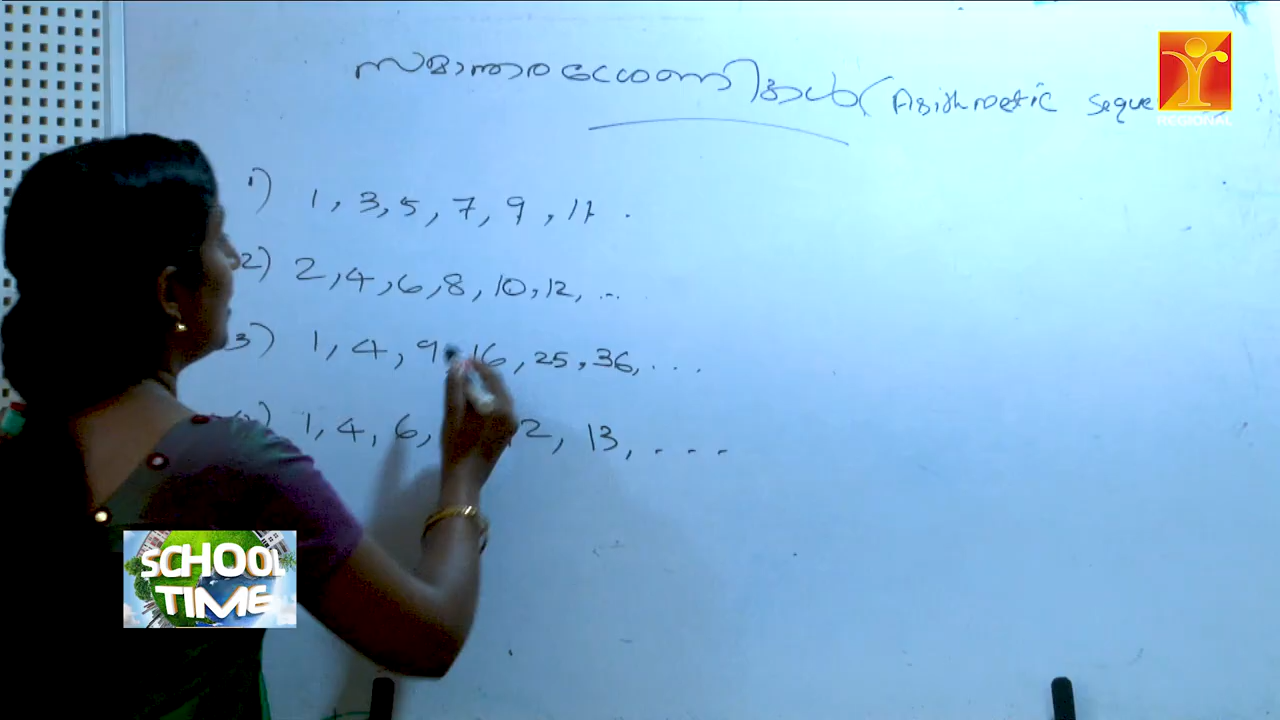 സമാന്തരശ്രേണികൾ (Arithmetic Seque
REGIONAL
1) 1, 3, 5, 7, 9, 11 .
2) 2, 4, 6, 8, 10, 12, ...
3) 1, 4, 9 16, 25, 36, ...
1, 4, 6, 12, 13, ....
SCHOOL
TIME